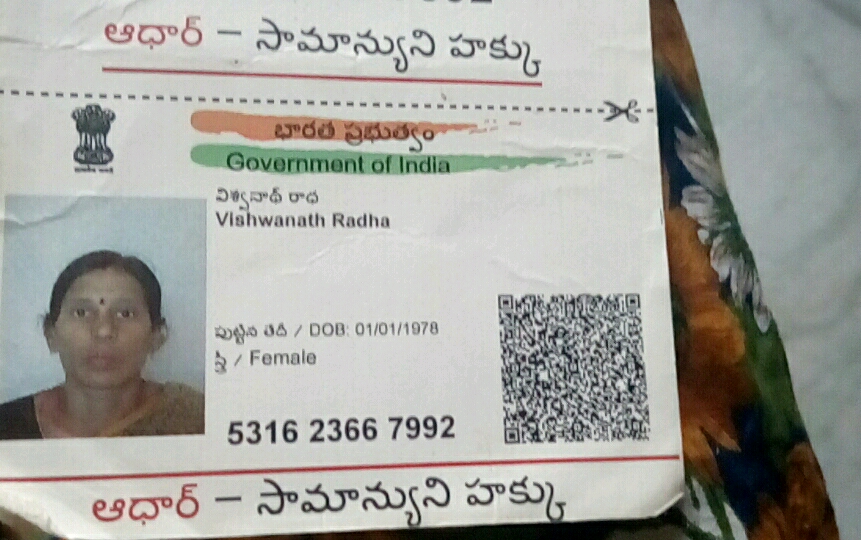 ఆధార్ – సామాన్యుని హక్కు
భారత ప్రభుత్వం
Government of India
విశ్వనాథ్ రాధ
Vishwanath Radha
పుట్టిన తేదీ / DOB: 01/01/1978
స్త్రీ / Female
5316 2366 7992
ఆధార్ – సామాన్యుని హక్కు